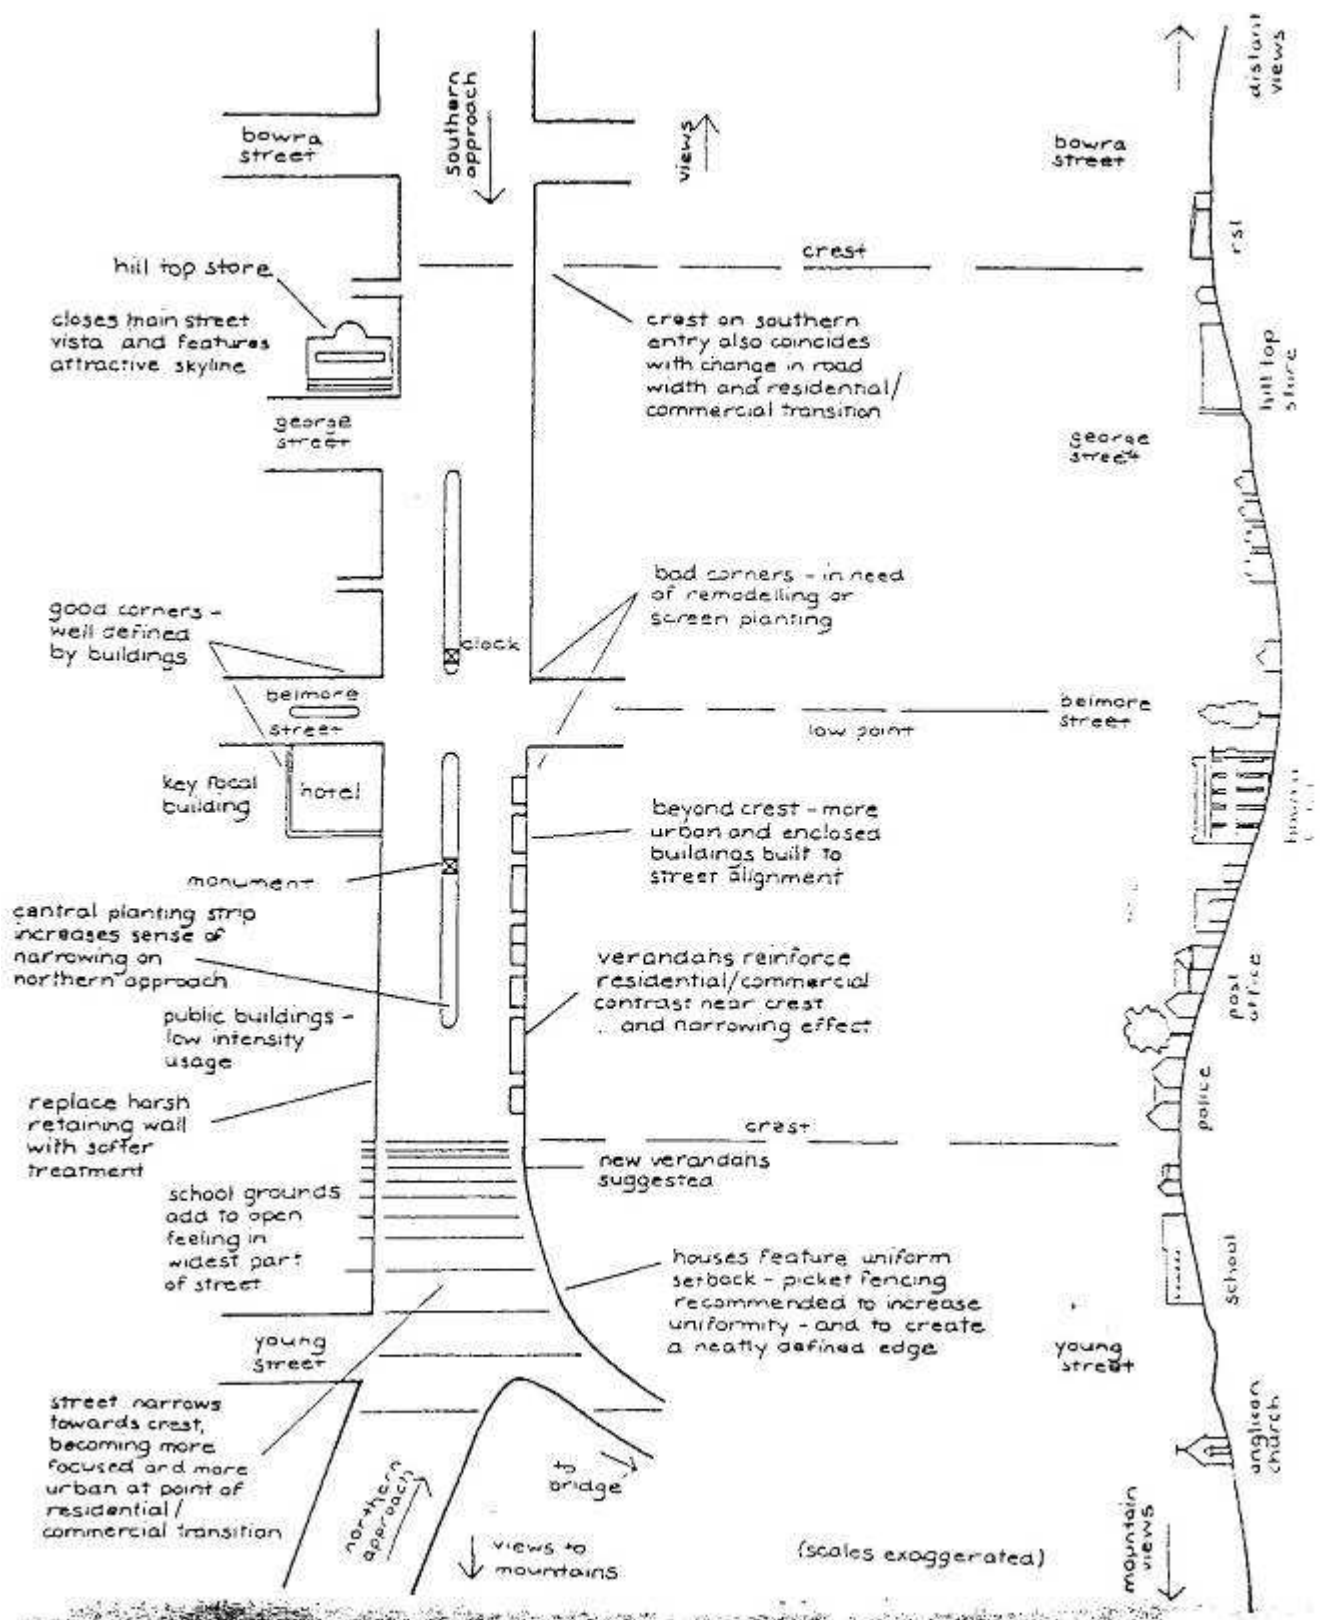 distant
views
southern
approach
views
bowra
street
bowra
street
rsl
crest
hill top store
closes main street
vista and features
attractive skyline
crest on southern
entry also coincides
with change in road
width and residential/
commercial transition
hill top
store
george
street
george
street
bad corners - in need
of remodelling or
screen planting
good corners -
well defined
by buildings
clock
belmore
street
belmore
street
low point
key focal
building
hotel
beyond crest - more
urban and enclosed
buildings built to
street alignment
monument
central planting strip
increases sense of
narrowing on
northern approach
verandahs reinforce
residential/commercial
contrast near crest
and narrowing effect
post
office
public buildings -
low intensity
usage
police
replace harsh
retaining wall
with softer
treatment
crest
new verandahs
suggested
school grounds
add to open
feeling in
widest part
of street
houses feature uniform
setback - picket fencing
recommended to increase
uniformity - and to create
a neatly defined edge
school
young
street
young
street
street narrows
towards crest,
becoming more
focused and more
urban at point of
residential/
commercial transition
anglican
church
to
bridge
northern
approach
views to
mountains
(scales exaggerated)
mountain
views